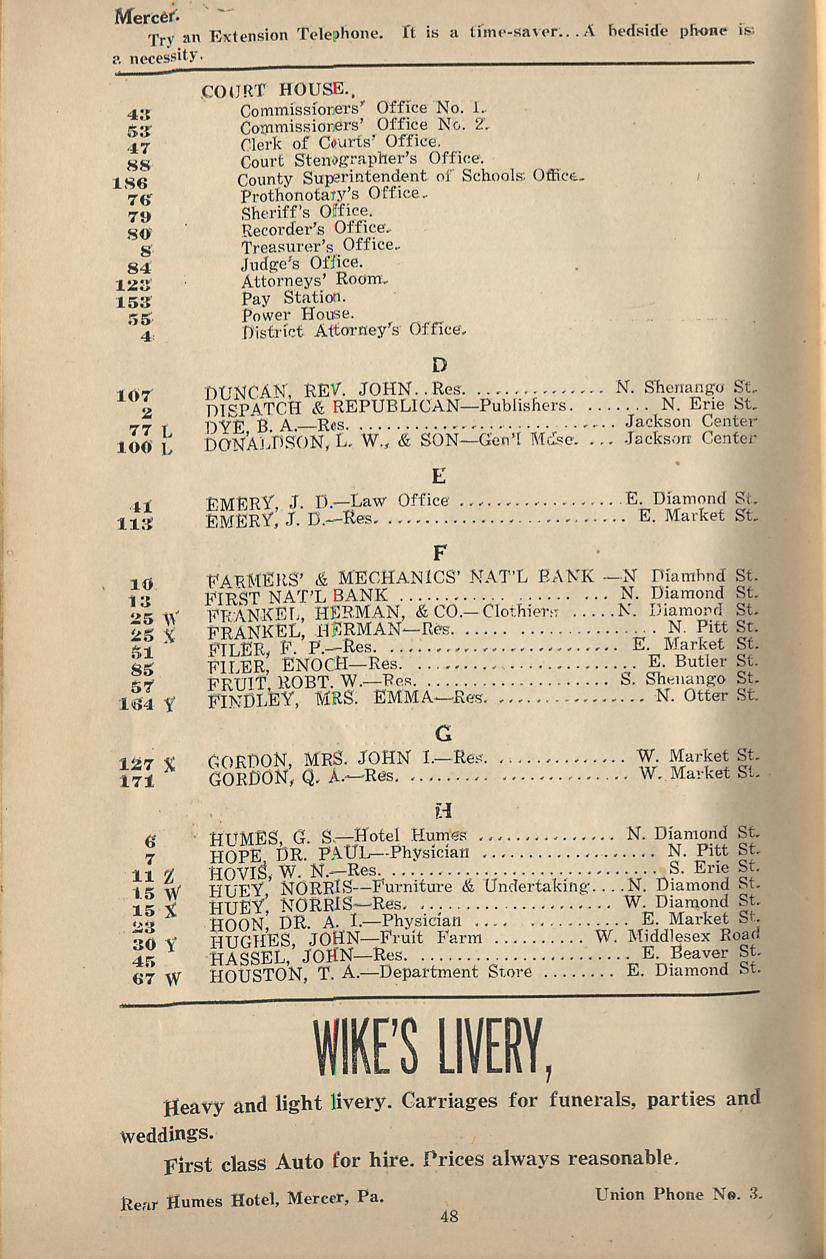 Mercer.
Try an Extension Telephone. It is a time-saver...A bedside phone is
a necessity.
COURT HOUSE.
43 Commissioners' Office No. 1.
53 Commissioners' Office No. 2.
47 Clerk of Courts' Office.
88 Court Stenographer's Office.
186 County Superintendent of Schools Office.
76 Prothonotary's Office.
79 Sheriff's Office.
80 Recorder's Office.
8 Treasurer's Office.
84 Judge's Office.
123 Attorneys' Room.
153 Pay Station.
55 Power House.
4 District Attorney's Office.
D
107 DUNCAN, REV. JOHN..Res. .............. N. Shenango St.
2 DISPATCH & REPUBLICAN—Publishers. ........ N. Erie St.
77 L DYE, B. A.—Res. .......................... Jackson Center
100 L DONALDSON, L. W., & SON—Gen'l Mdse. ... Jackson Center
E
41 EMERY, J. D.—Law Office ..................E. Diamond St.
113 EMERY, J. D.—Res. .......................... E. Market St.
F
10 FARMERS' & MECHANICS' NAT'L BANK —N Diambnd St.
13 FIRST NAT'L BANK ....................... N. Diamond St.
25 W FRANKEL, HERMAN, & CO.—Clothiers .....N. Diamond St.
25 X FRANKEL, HERMAN—Res. ...................... N. Pitt St.
51 FILER, F. P.—Res. ......................... E. Market St.
85 FILER, ENOCH—Res. ........................ E. Butler St.
57 FRUIT, ROBT. W.—Res. .................... S. Shenango St.
164 Y FINDLEY, MRS. EMMA—Res. ................ N. Otter St.
G
127 X GORDON, MRS. JOHN I.—Res. .............. W. Market St.
171 GORDON, Q. A.—Res. ........................ W. Market St.
H
6 HUMES, G. S.—Hotel Humes ............... N. Diamond St.
7 HOPE, DR. PAUL—Physician ................... N. Pitt St.
11 Z HOVIS, W. N.—Res. ............................... S. Erie St.
15 W HUEY, NORRIS—Furniture & Undertaking....N. Diamond St.
15 X HUEY, NORRIS—Res. ......................... W. Diamond St.
23 HOON, DR. A. I.—Physician .... ............ E. Market St.
30 Y HUGHES, JOHN—Fruit Farm .......... W. Middlesex Road
45 HASSEL, JOHN—Res. ........................ E. Beaver St.
67 W HOUSTON, T. A.—Department Store ........ E. Diamond St.
WIKE'S LIVERY,
Heavy and light livery. Carriages for funerals, parties and
weddings.
First class Auto for hire. Prices always reasonable.
Rear Humes Hotel, Mercer, Pa. Union Phone No. 3.
48